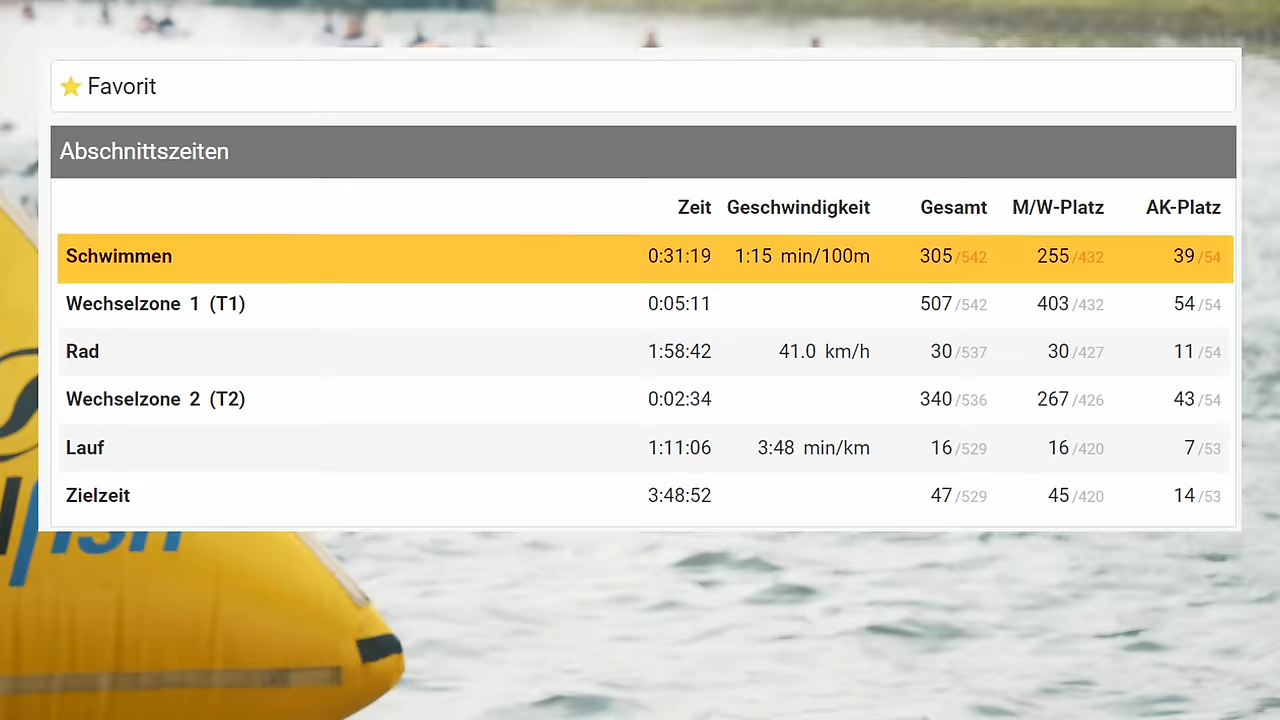 Favorit
Abschnittszeiten
Zeit Geschwindigkeit Gesamt M/W-Platz AK-Platz
Schwimmen 0:31:19 1:15 min/100m 305/542 255/432 39/54
Wechselzone 1 (T1) 0:05:11 507/542 403/432 54/54
Rad 1:58:42 41.0 km/h 30/537 30/427 11/54
Wechselzone 2 (T2) 0:02:34 340/536 267/426 43/54
Lauf 1:11:06 3:48 min/km 16/529 16/420 7/53
Zielzeit 3:48:52 47/529 45/420 14/53